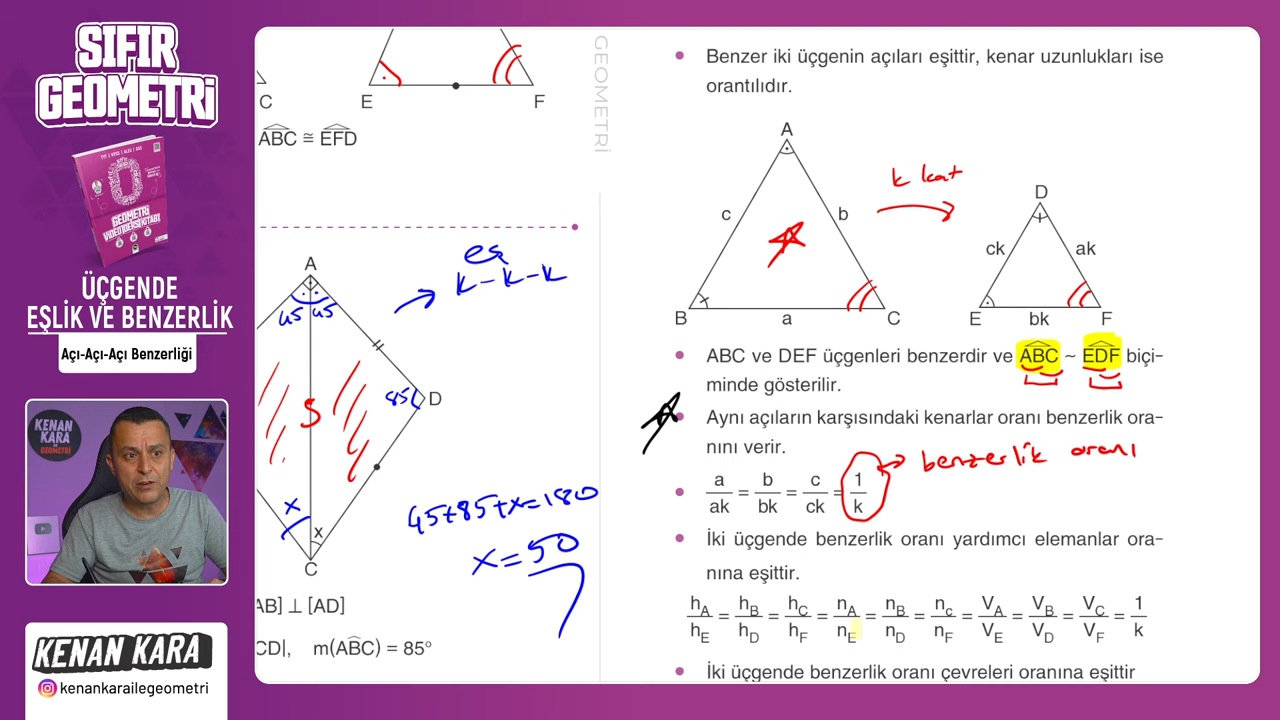 SIFIR
GEOMETRİ
GEOMETRİ
VİDEO DERS KİTABI
ÜÇGENDE
EŞLİK VE BENZERLİK
Açı-Açı-Açı Benzerliği
KENAN
KARA
GEOMETRİ
KENAN KARA
kenankarailegeometri
C
E
F
ABC ≅ EFD
A
45 45
eş
k - k - k
85
D
S
x
x
C
45+85+x=180
x=50
AB] ⊥ [AD]
CD|, m(ABC) = 85°
GEOMETRİ
• Benzer iki üçgenin açıları eşittir, kenar uzunlukları ise
orantılıdır.
A
c
b
B
a
C
k kat
D
ck
ak
E
bk
F
• ABC ve DEF üçgenleri benzerdir ve ABC ~ EDF biçi-
minde gösterilir.
• Aynı açıların karşısındaki kenarlar oranı benzerlik ora-
nını verir.
benzerlik oranı
• a/ak = b/bk = c/ck = 1/k
• İki üçgende benzerlik oranı yardımcı elemanlar ora-
nına eşittir.
hA/hE = hB/hD = hC/hF = nA/nE = nB/nD = nc/nF = VA/VE = VB/VD = VC/VF = 1/k
• İki üçgende benzerlik oranı çevreleri oranına eşittir